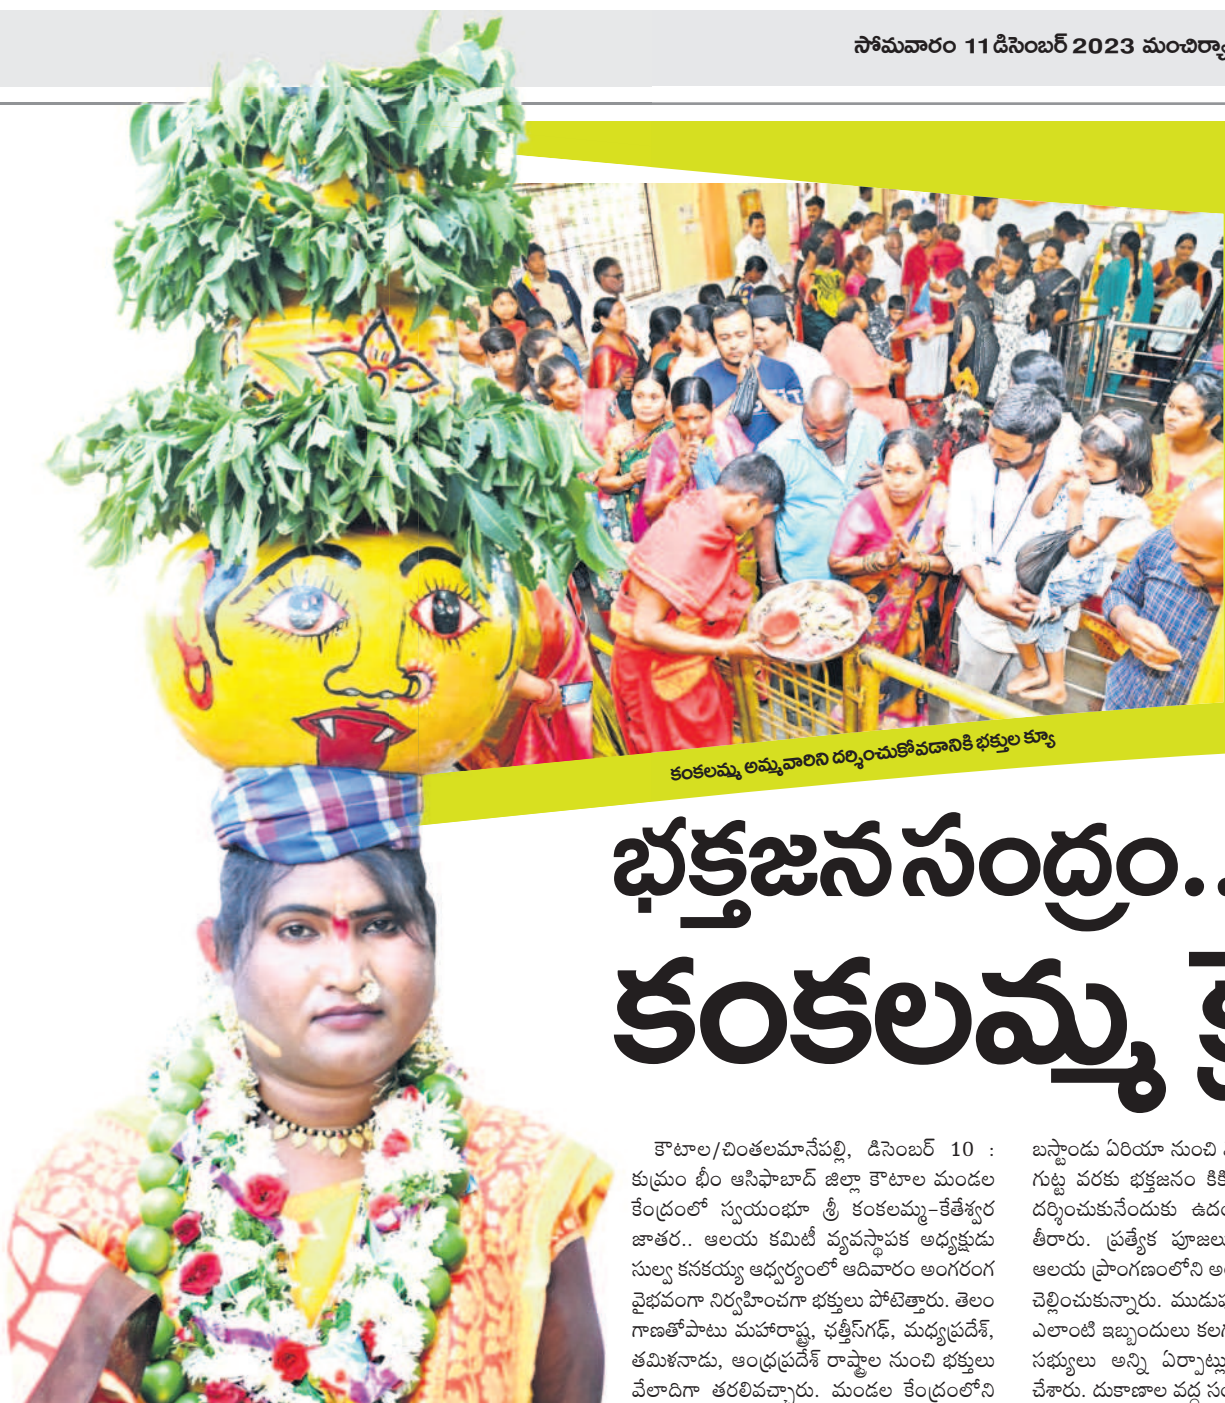 సోమవారం 11 డిసెంబర్ 2023
కంకలమ్మ అమ్మవారిని దర్శించుకోవడానికి భక్తుల క్యూ
భక్తజన సంద్రం..
కంకలమ్మ
కౌటాల/చింతలమానేపల్లి, డిసెంబర్ 10 :
కుమ్రం భీం ఆసిఫాబాద్ జిల్లా కౌటాల మండల
కేంద్రంలో స్వయంభూ శ్రీ కంకలమ్మ-కేతేశ్వర
జాతర.. ఆలయ కమిటీ వ్యవస్థాపక అధ్యక్షుడు
సుల్వ కనకయ్య ఆధ్వర్యంలో ఆదివారం అంగరంగ
వైభవంగా నిర్వహించగా భక్తులు పోటెత్తారు. తెలం
గాణతోపాటు మహారాష్ట్ర, ఛత్తీస్‌గఢ్, మధ్యప్రదేశ్,
తమిళనాడు, ఆంధ్రప్రదేశ్ రాష్ట్రాల నుంచి భక్తులు
వేలాదిగా తరలివచ్చారు. మండల కేంద్రంలోని
బస్టాండు ఏరియా నుంచి
గుట్ట వరకు భక్తజనం
దర్శించుకునేందుకు
తీరారు. ప్రత్యేక
ఆలయ ప్రాంగణంలోని
చెల్లించుకున్నారు.
ఎలాంటి ఇబ్బందులు
సభ్యులు అన్ని
చేశారు. దుకాణాల వద్ద